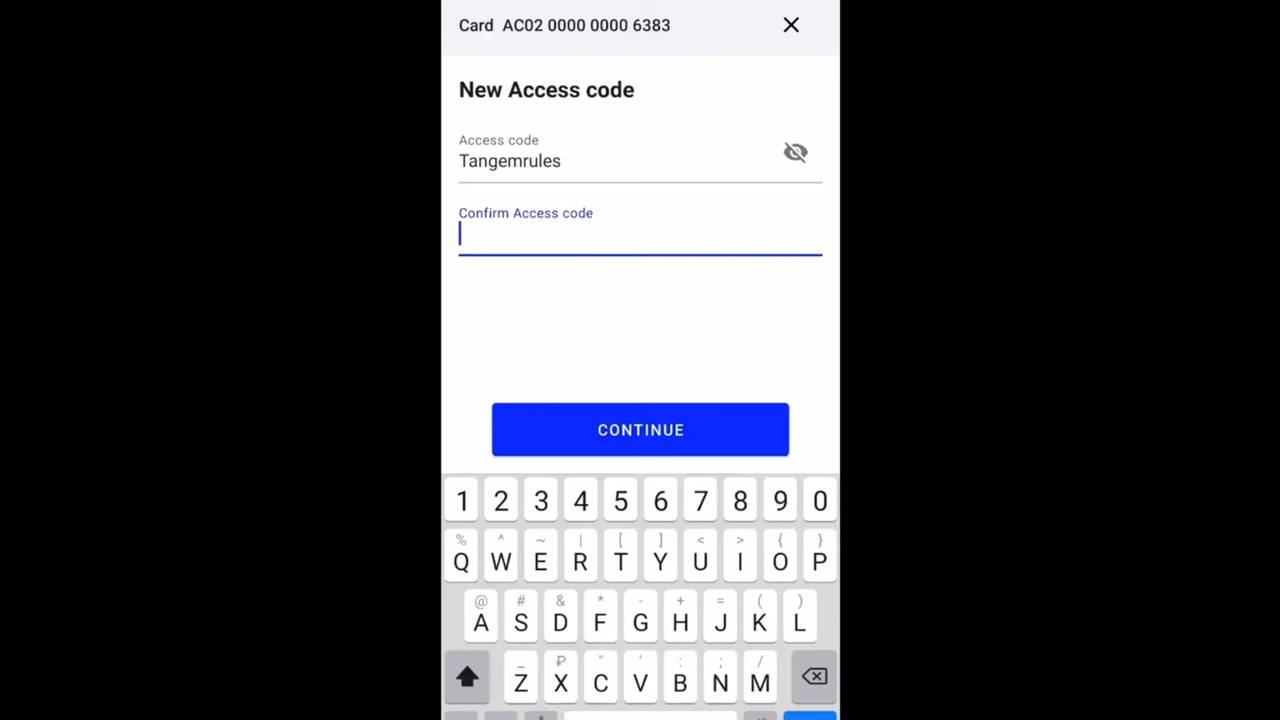 Card AC02 0000 0000 6383
New Access code
Access code
Tangemrules
Confirm Access code
CONTINUE
1 2 3 4 5 6 7 8 9 0
% ^ ~ | [ ] < > { }
Q W E R T Y U I O P
@ # & * - + = ( )
A S D F G H J K L
_ ₽ " ' : ; /
Z X C V B N M